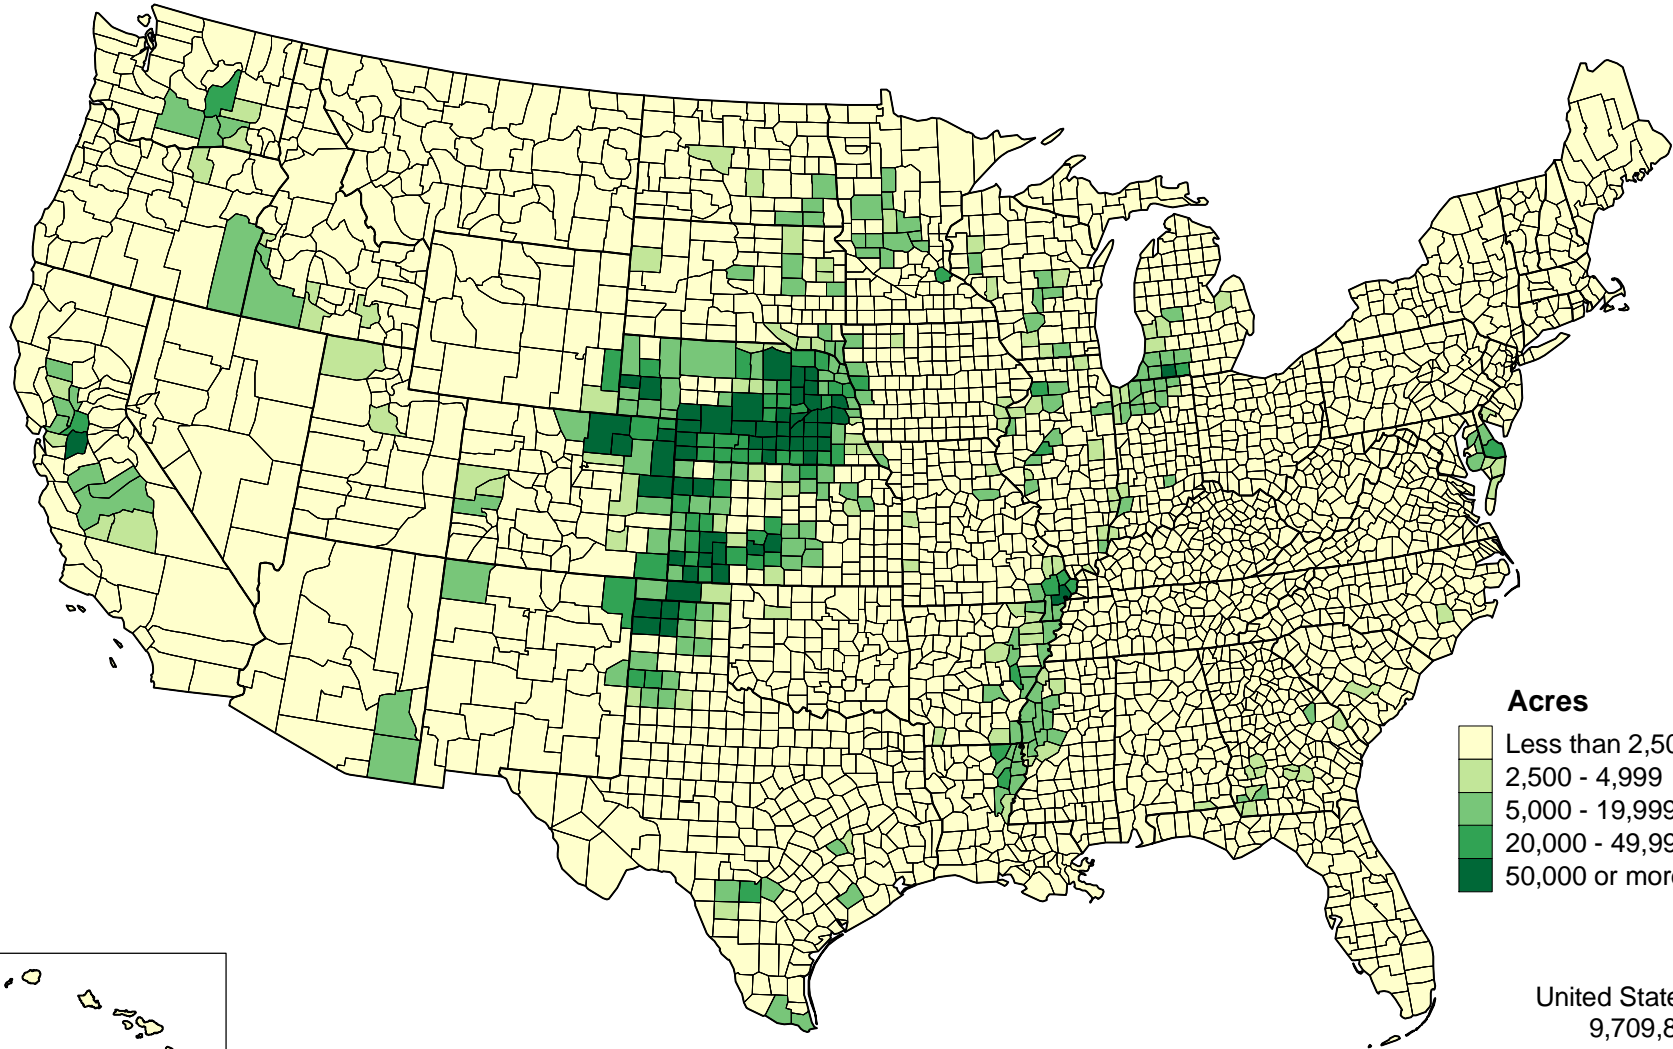 Acres
Less than 2,50
2,500 - 4,999
5,000 - 19,999
20,000 - 49,99
50,000 or more
United State
9,709,8